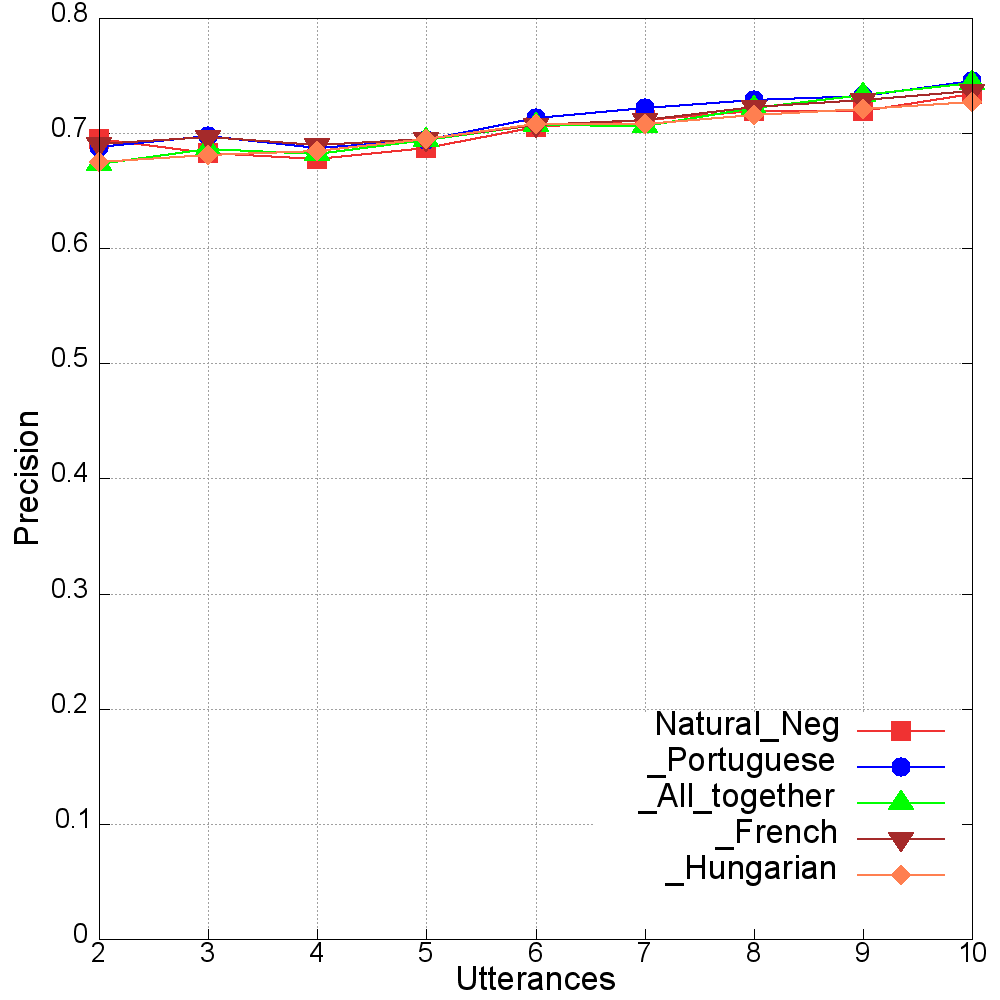 0.8
0.7
0.6
0.5
0.4
0.3
0.2
0.1
0
Precision
2 3 4 5 6 7 8 9 10
Utterances
Natural_Neg
_Portuguese
_All_together
_French
_Hungarian